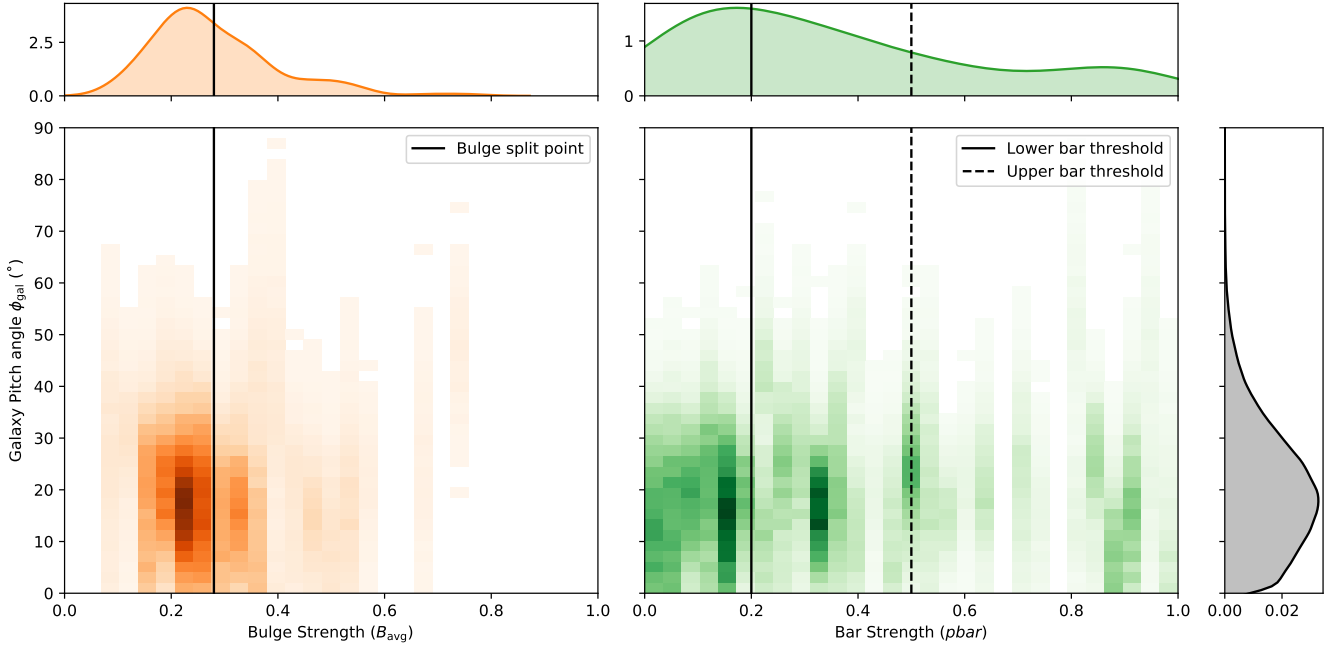 2.5
0.0
1
0
90
80
70
60
50
40
30
20
10
0
Galaxy Pitch angle ϕgal (°)
Bulge split point
Lower bar threshold
Upper bar threshold
0.0 0.2 0.4 0.6 0.8 1.0
Bulge Strength (Bavg)
0.0 0.2 0.4 0.6 0.8 1.0
Bar Strength (pbar)
0.00 0.02